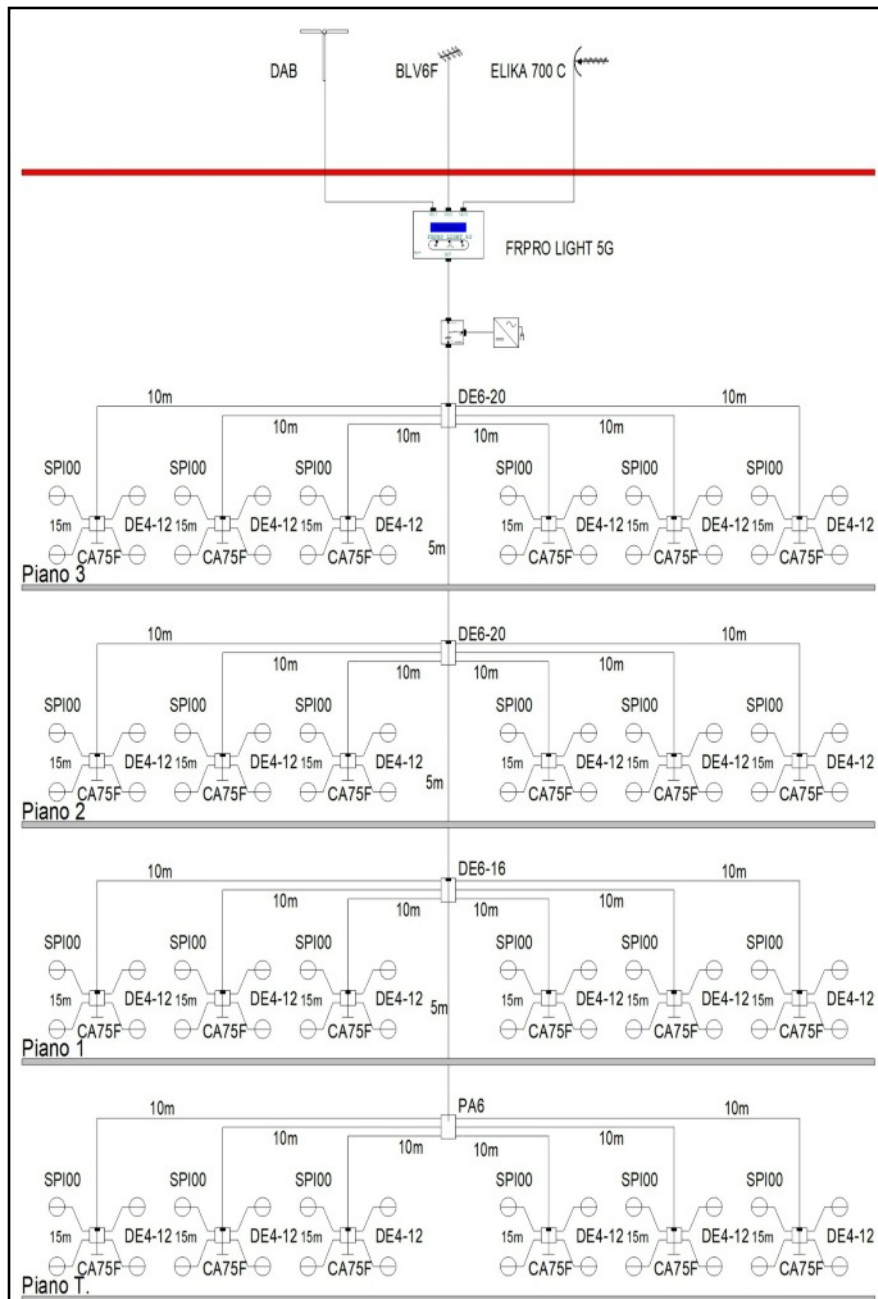 DAB BLV6F ELIKA 700 C
FRPRO LIGHT 5G
10m DE6-20 10m
10m 10m 10m 10m
SPI00 SPI00 SPI00 SPI00 SPI00 SPI00
15m DE4-12 15m DE4-12 15m DE4-12 15m DE4-12 15m DE4-12 15m DE4-12
5m
CA75F CA75F CA75F CA75F CA75F CA75F
Piano 3
10m DE6-20 10m
10m 10m 10m 10m
SPI00 SPI00 SPI00 SPI00 SPI00 SPI00
15m DE4-12 15m DE4-12 15m DE4-12 15m DE4-12 15m DE4-12 15m DE4-12
5m
CA75F CA75F CA75F CA75F CA75F CA75F
Piano 2
10m DE6-16 10m
10m 10m 10m 10m
SPI00 SPI00 SPI00 SPI00 SPI00 SPI00
15m DE4-12 15m DE4-12 15m DE4-12 5m 15m DE4-12 15m DE4-12 15m DE4-12
CA75F CA75F CA75F CA75F CA75F CA75F
Piano 1
10m PA6 10m
10m 10m 10m 10m
SPI00 SPI00 SPI00 SPI00 SPI00 SPI00
15m DE4-12 15m DE4-12 15m DE4-12 15m DE4-12 15m DE4-12 15m DE4-12
CA75F CA75F CA75F CA75F CA75F CA75F
Piano T.